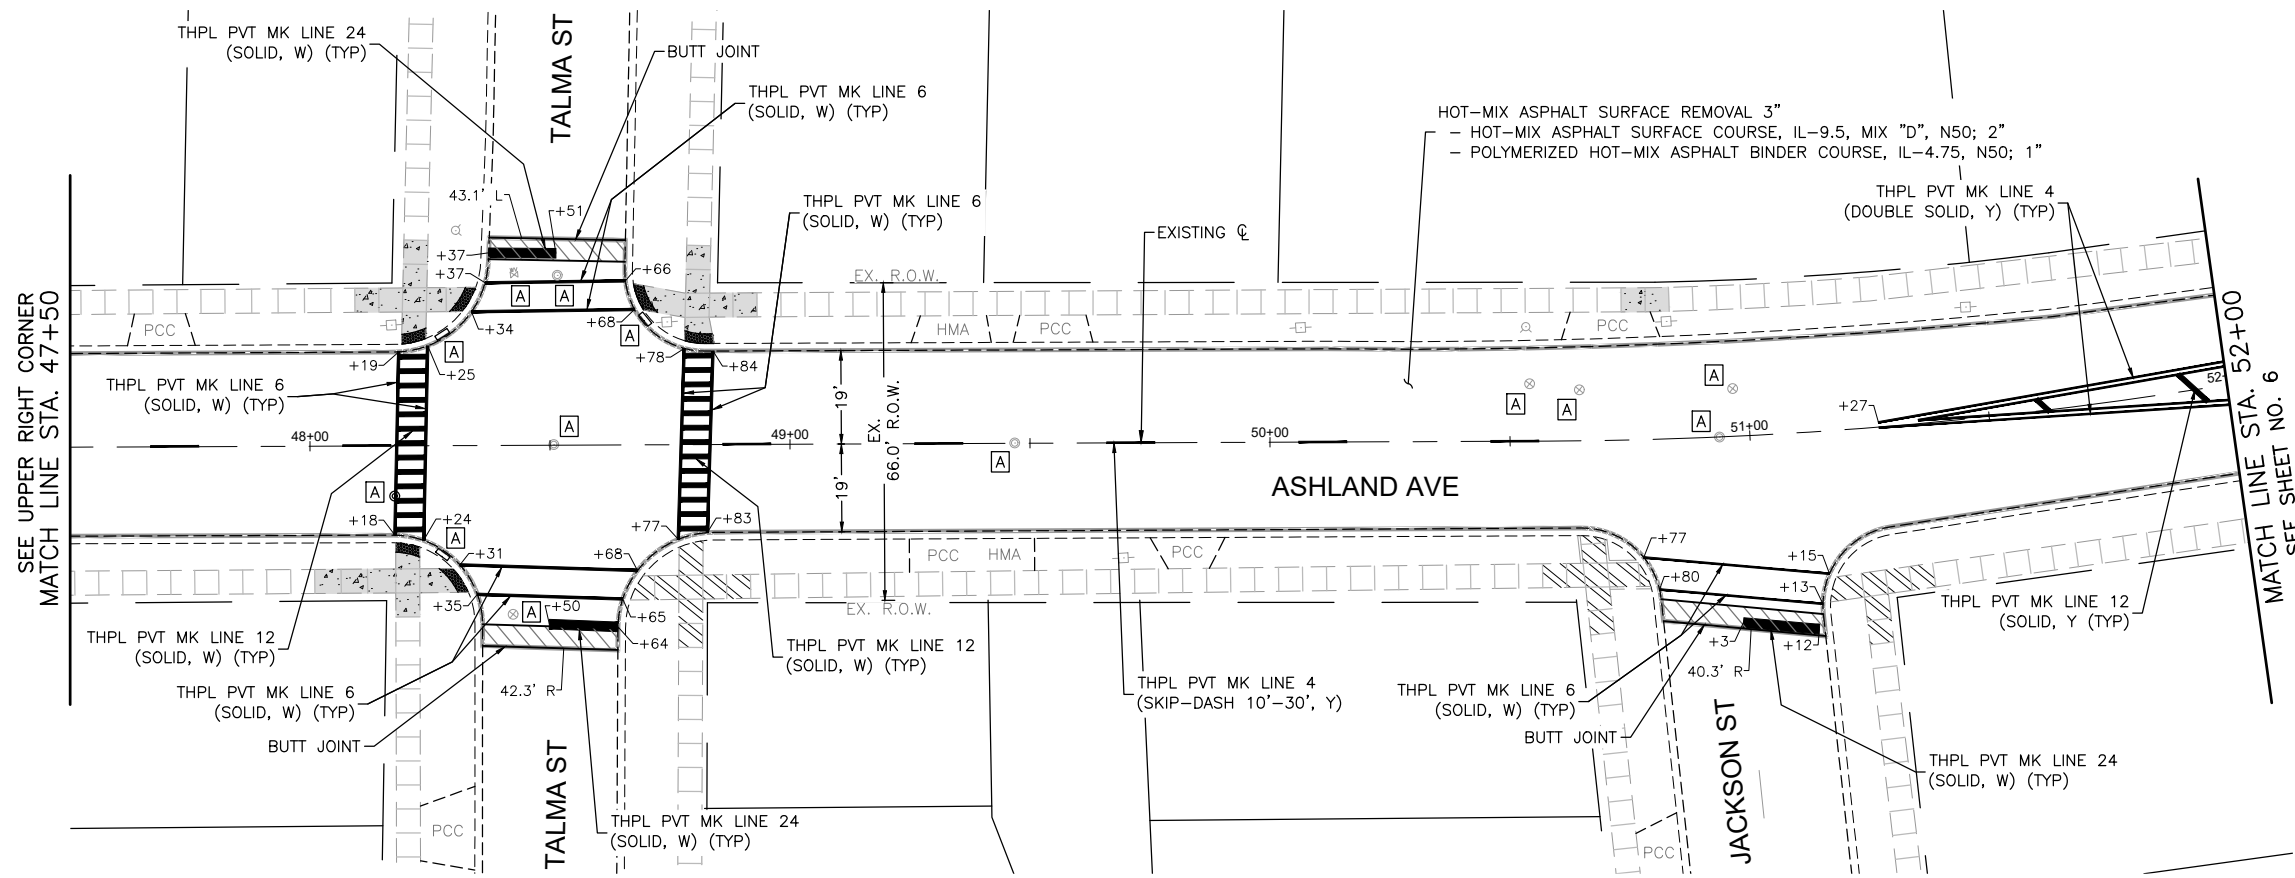 THPL PVT MK LINE 24
(SOLID, W) (TYP)
TALMA ST
BUTT JOINT
THPL PVT MK LINE 6
(SOLID, W) (TYP)
HOT-MIX ASPHALT SURFACE REMOVAL 3"
- HOT-MIX ASPHALT SURFACE COURSE, IL-9.5, MIX "D", N50; 2"
- POLYMERIZED HOT-MIX ASPHALT BINDER COURSE, IL-4.75, N50; 1"
THPL PVT MK LINE 4
(DOUBLE SOLID, Y) (TYP)
43.1' L
+51
THPL PVT MK LINE 6
(SOLID, W) (TYP)
EXISTING ℄
+37
+37
+66
EX. R.O.W.
A
A
SEE UPPER RIGHT CORNER
MATCH LINE STA. 47+50
PCC
+34
+68
A
HMA
PCC
PCC
MATCH LINE STA. 52+00
SEE SHEET NO. 6
A
+19
+25
+78
+84
THPL PVT MK LINE 6
(SOLID, W) (TYP)
19'
EX.
66.0' R.O.W.
A
A
A
A
52
+27
48+00
A
49+00
50+00
51+00
A
19'
ASHLAND AVE
A
+18
+24
A
+77
+83
+31
+68
PCC
HMA
PCC
+77
+15
+80
+13
+35
A
+50
+65
+64
EX. R.O.W.
THPL PVT MK LINE 12
(SOLID, Y) (TYP)
THPL PVT MK LINE 12
(SOLID, W) (TYP)
THPL PVT MK LINE 12
(SOLID, W) (TYP)
+3
+12
40.3' R
THPL PVT MK LINE 6
(SOLID, W) (TYP)
42.3' R
THPL PVT MK LINE 4
(SKIP-DASH 10'-30', Y)
THPL PVT MK LINE 6
(SOLID, W) (TYP)
BUTT JOINT
BUTT JOINT
TALMA ST
JACKSON ST
THPL PVT MK LINE 24
(SOLID, W) (TYP)
PCC
THPL PVT MK LINE 24
(SOLID, W) (TYP)
PCC